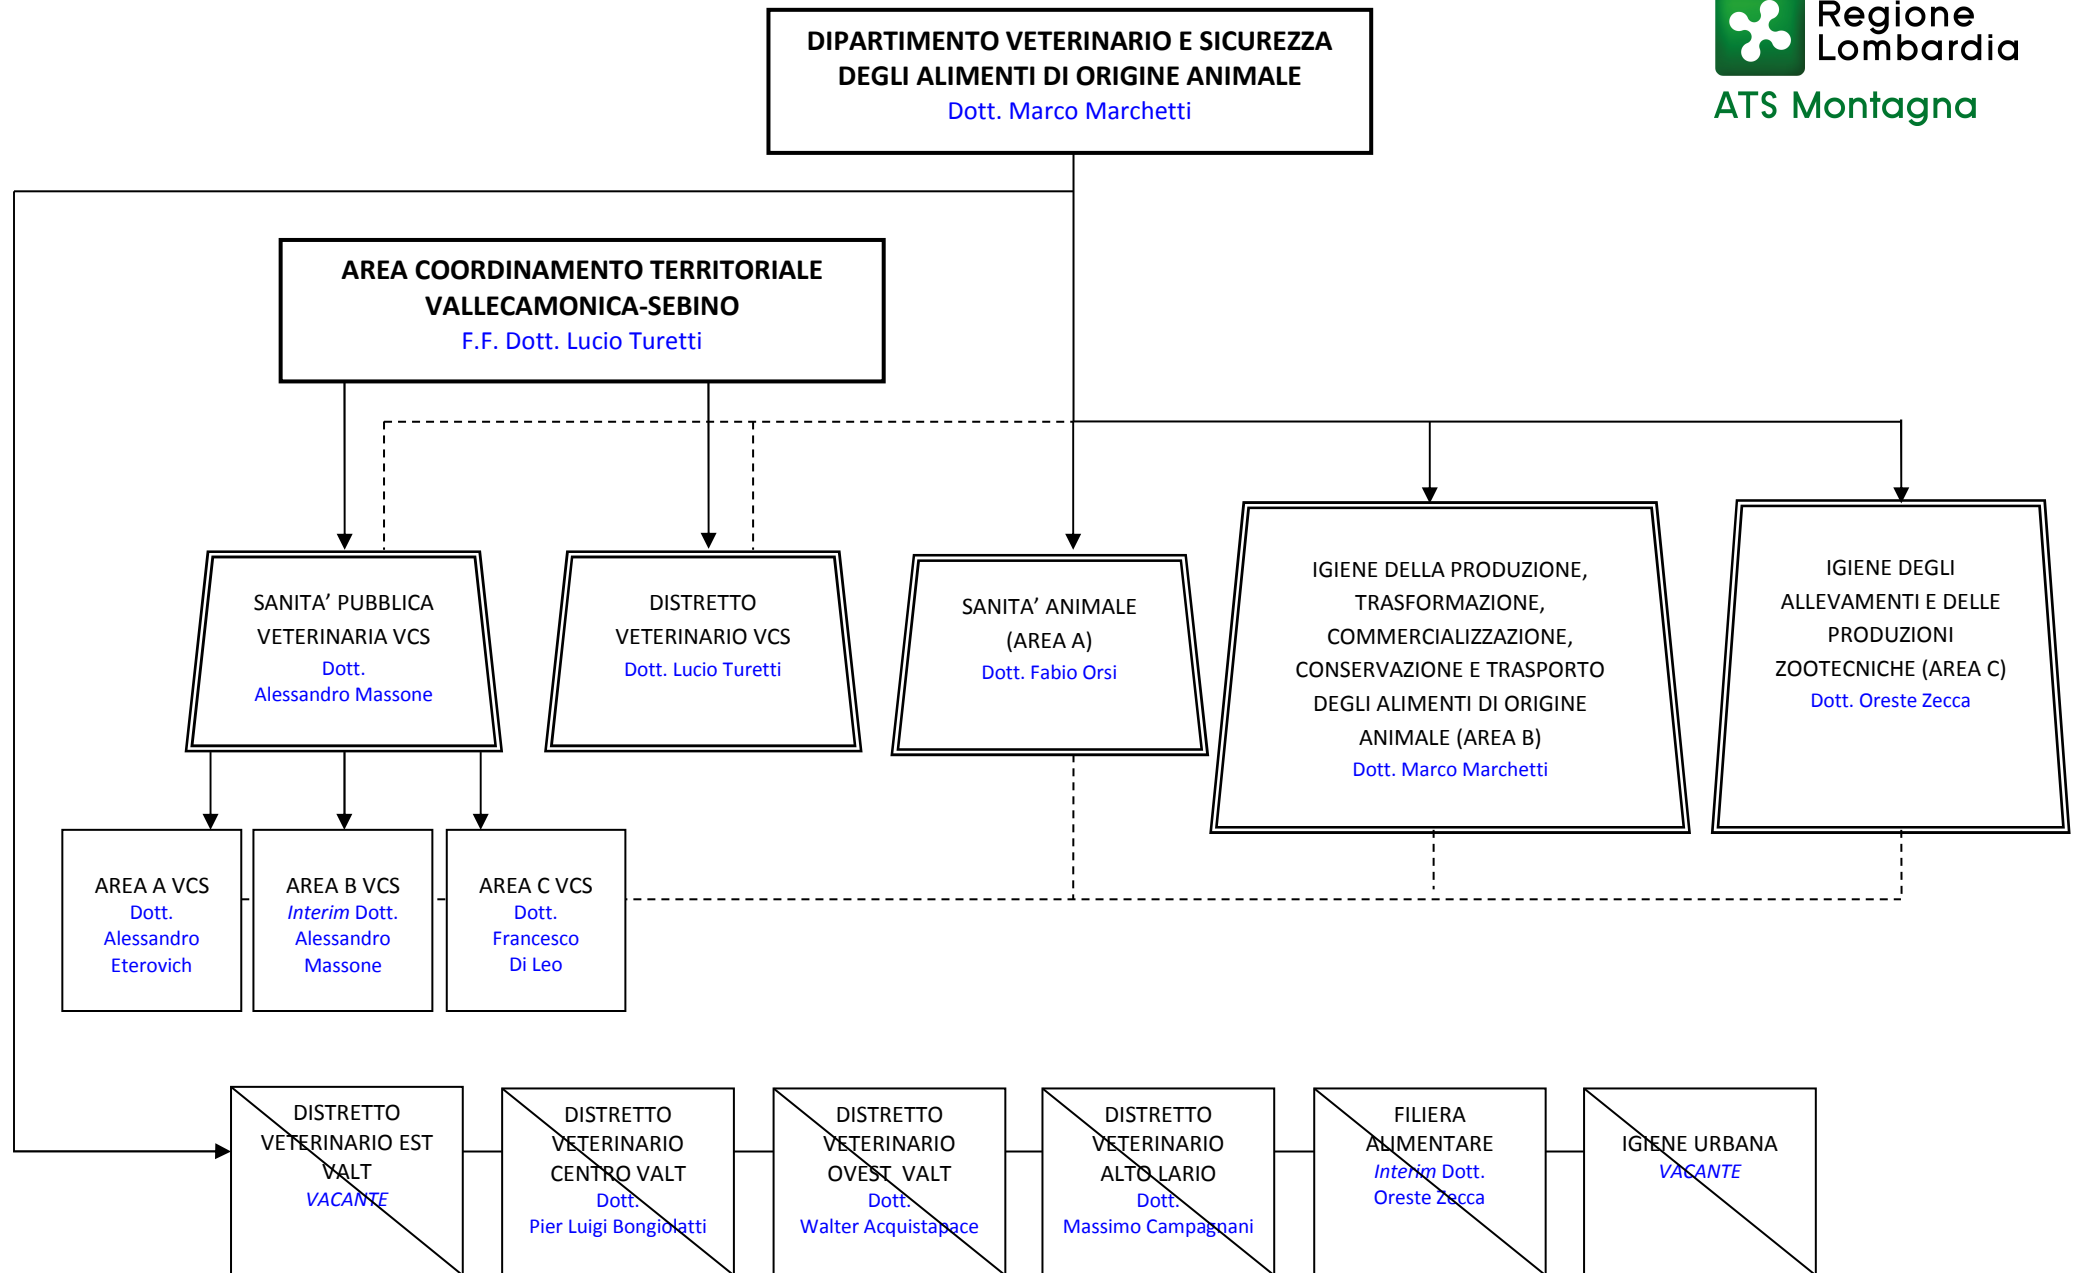 DIPARTIMENTO VETERINARIO E SICUREZZA
DEGLI ALIMENTI DI ORIGINE ANIMALE
Dott. Marco Marchetti
Regione
Lombardia
ATS Montagna
AREA COORDINAMENTO TERRITORIALE
VALLECAMONICA-SEBINO
F.F. Dott. Lucio Turetti
SANITA’ PUBBLICA
VETERINARIA VCS
Dott.
Alessandro Massone
DISTRETTO
VETERINARIO VCS
Dott. Lucio Turetti
SANITA’ ANIMALE
(AREA A)
Dott. Fabio Orsi
IGIENE DELLA PRODUZIONE,
TRASFORMAZIONE,
COMMERCIALIZZAZIONE,
CONSERVAZIONE E TRASPORTO
DEGLI ALIMENTI DI ORIGINE
ANIMALE (AREA B)
Dott. Marco Marchetti
IGIENE DEGLI
ALLEVAMENTI E DELLE
PRODUZIONI
ZOOTECNICHE (AREA C)
Dott. Oreste Zecca
AREA A VCS
Dott.
Alessandro
Eterovich
AREA B VCS
Interim Dott.
Alessandro
Massone
AREA C VCS
Dott.
Francesco
Di Leo
DISTRETTO
VETERINARIO EST
VALT
VACANTE
DISTRETTO
VETERINARIO
CENTRO VALT
Dott.
Pier Luigi Bongiolatti
DISTRETTO
VETERINARIO
OVEST VALT
Dott.
Walter Acquistapace
DISTRETTO
VETERINARIO
ALTO LARIO
Dott.
Massimo Campagnani
FILIERA
ALIMENTARE
Interim Dott.
Oreste Zecca
IGIENE URBANA
VACANTE